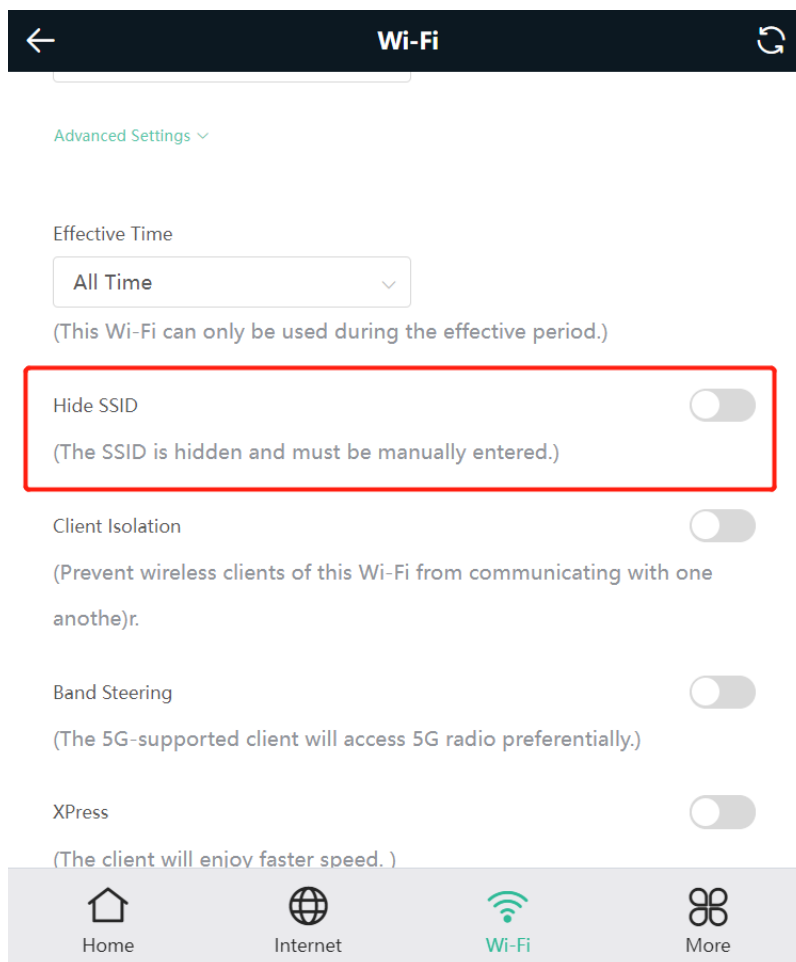 Wi-Fi
Advanced Settings
Effective Time
All Time
(This Wi-Fi can only be used during the effective period.)
Hide SSID
(The SSID is hidden and must be manually entered.)
Client Isolation
(Prevent wireless clients of this Wi-Fi from communicating with one
anothe)r.
Band Steering
(The 5G-supported client will access 5G radio preferentially.)
XPress
(The client will enjoy faster speed. )
Home Internet Wi-Fi More